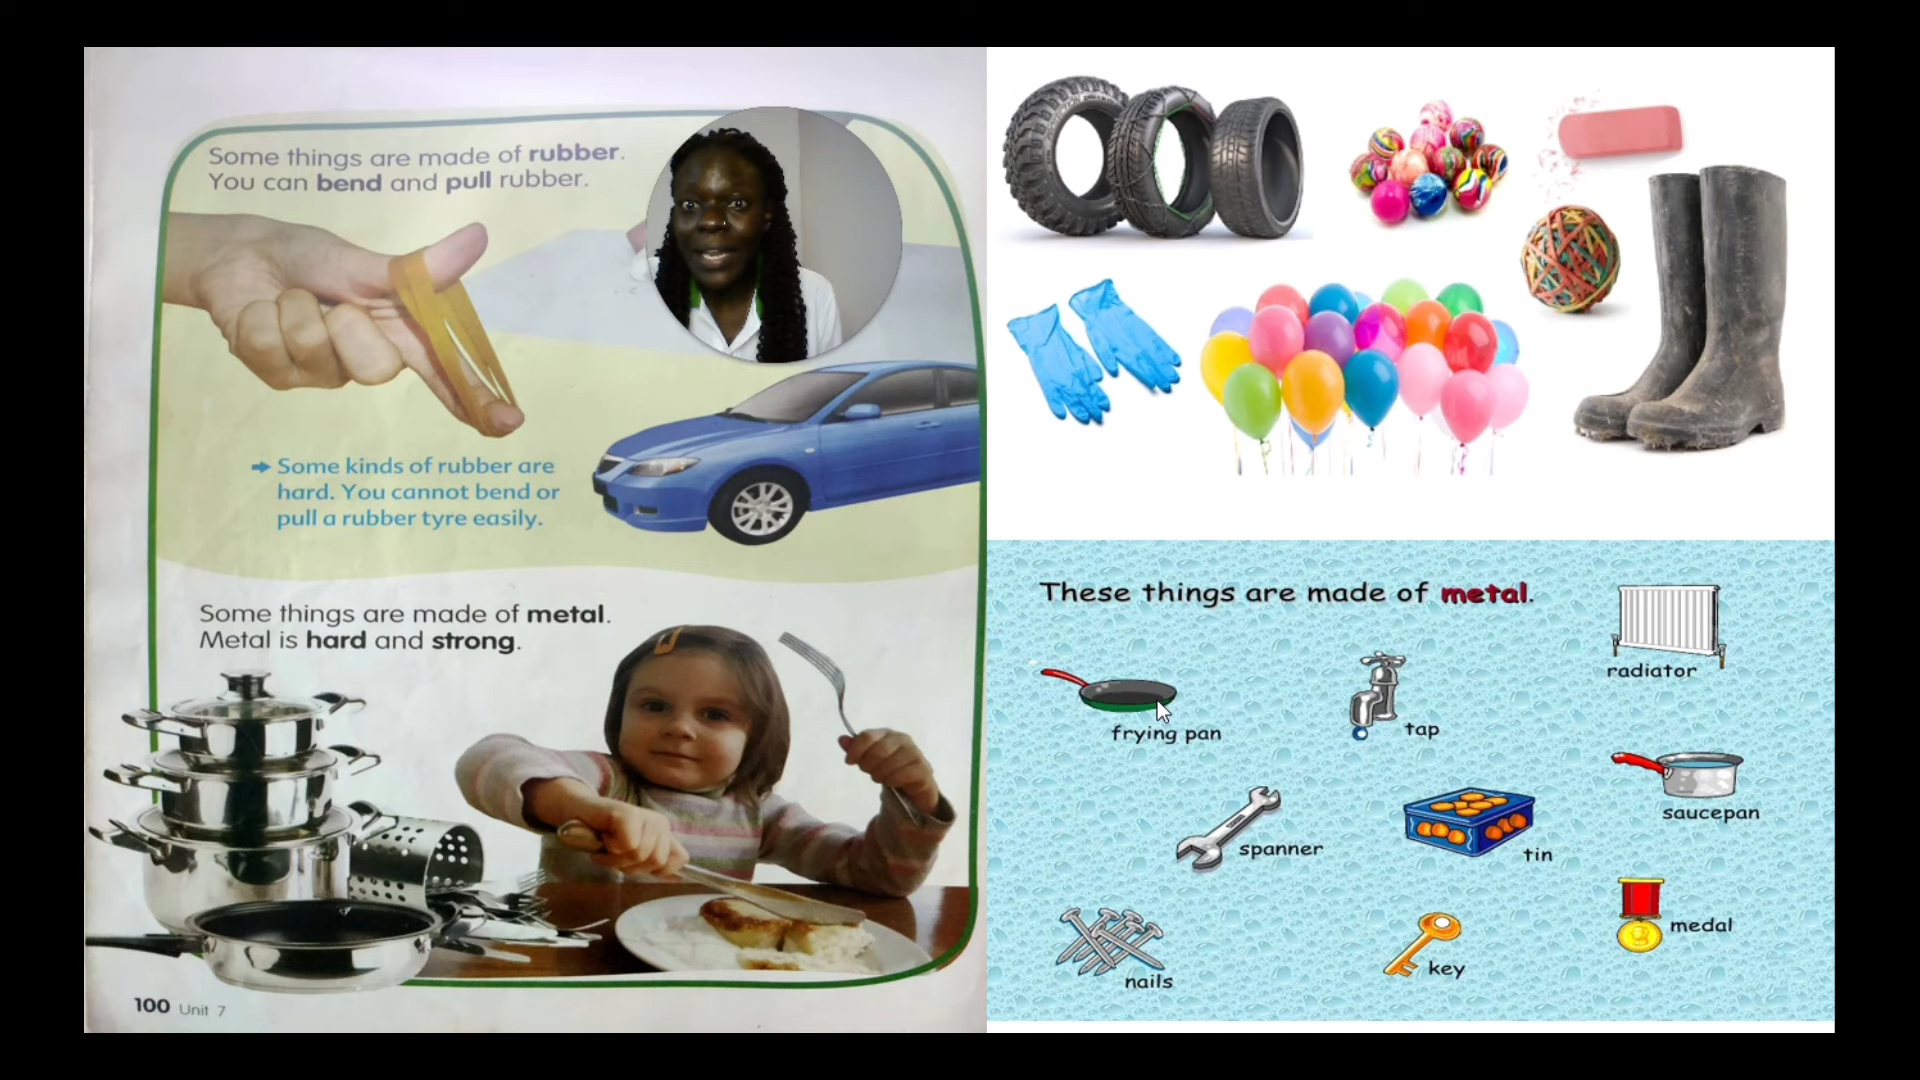 Some things are made of rubber.
You can bend and pull rubber.
➡ Some kinds of rubber are
hard. You cannot bend or
pull a rubber tyre easily.
Some things are made of metal.
Metal is hard and strong.
100 Unit 7
These things are made of metal.
radiator
frying pan
tap
saucepan
spanner
tin
medal
key
nails